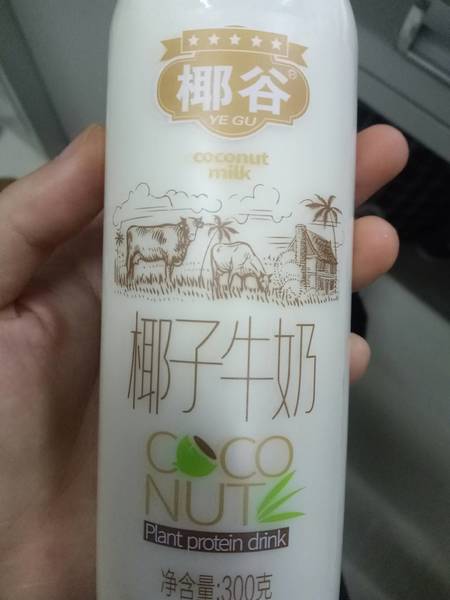 椰谷®
YE GU
coconut
milk
椰子牛奶
COCO
NUT
Plant protein drink
净含量:300克